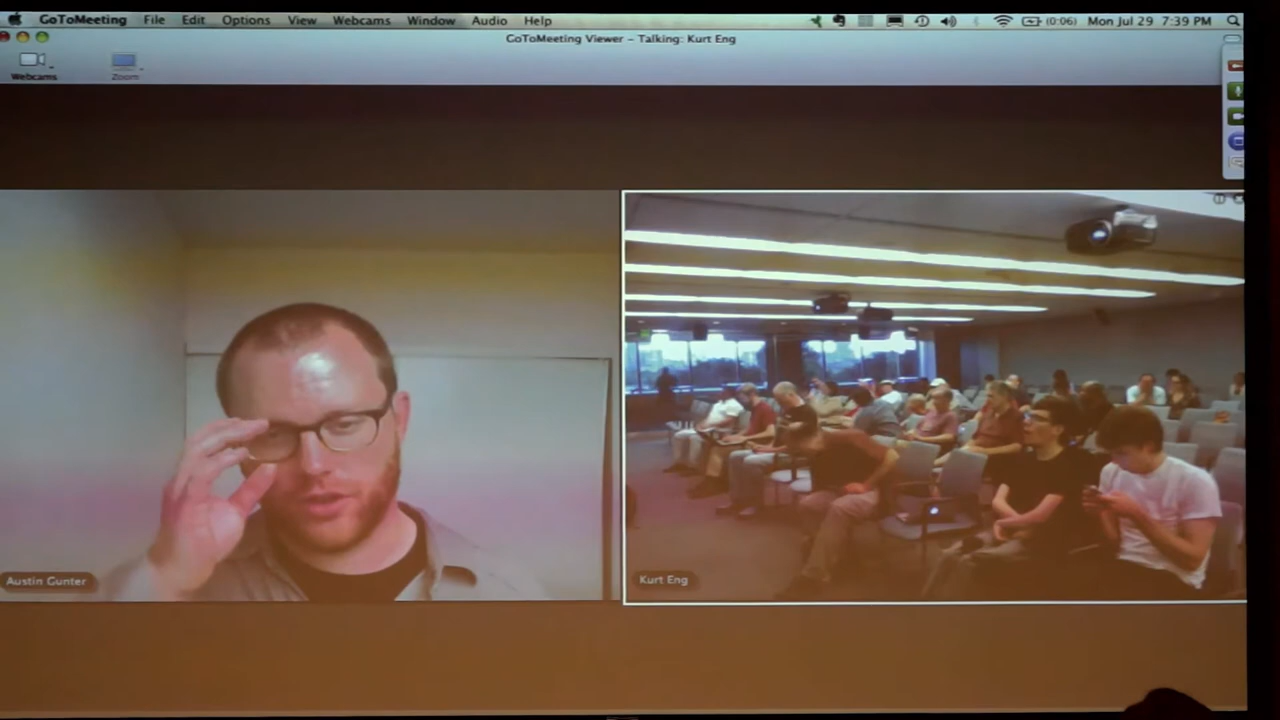 GoToMeeting File Edit Options View Webcams Window Audio Help (0:06) Mon Jul 29 7:39 PM
GoToMeeting Viewer - Talking: Kurt Eng
Webcams Zoom
Austin Gunter
Kurt Eng